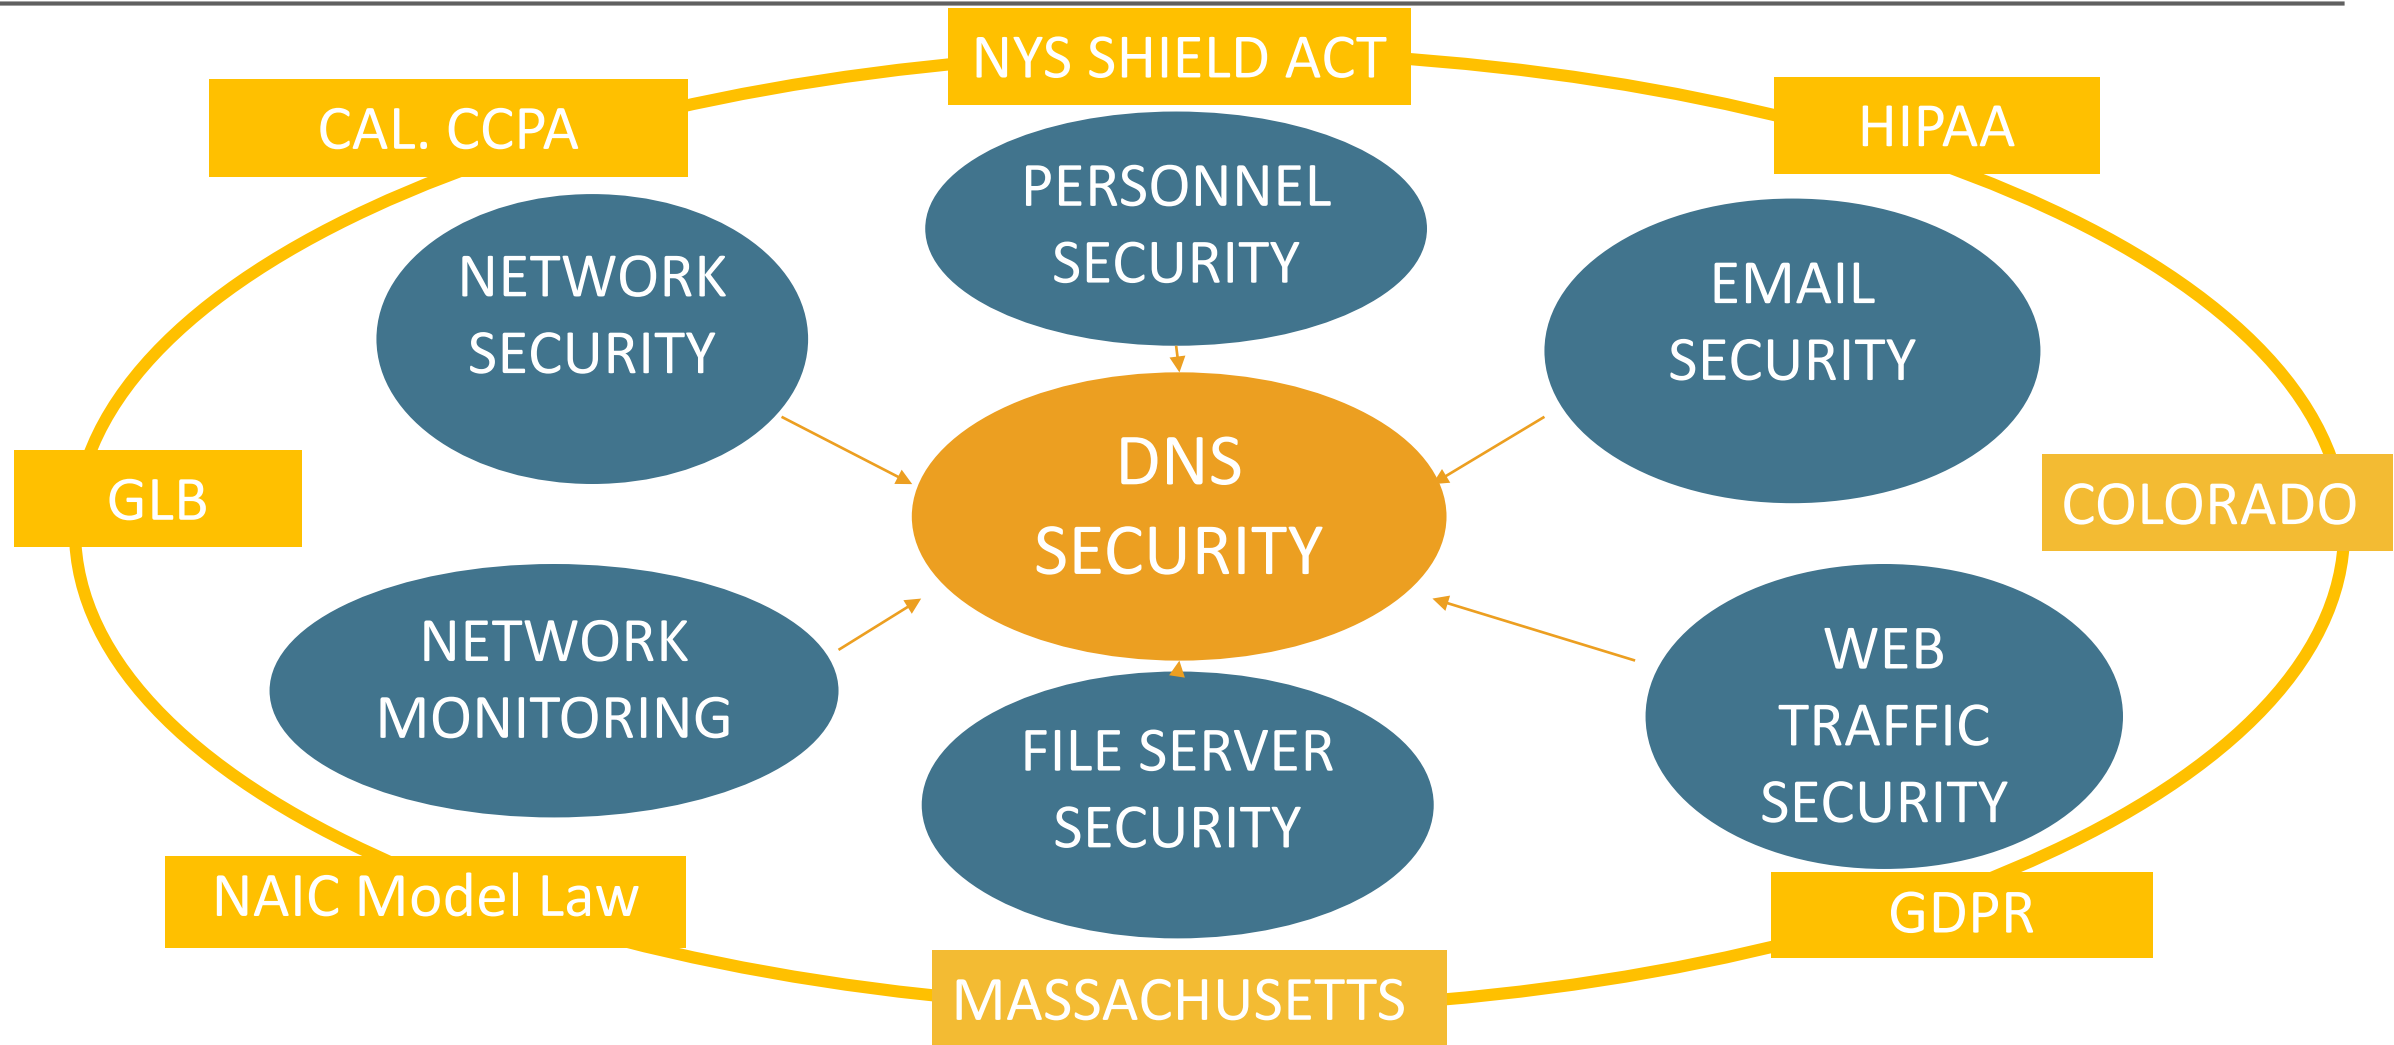 NYS SHIELD ACT
CAL. CCPA
HIPAA
PERSONNEL
SECURITY
NETWORK
SECURITY
EMAIL
SECURITY
DNS
SECURITY
GLB
COLORADO
NETWORK
MONITORING
FILE SERVER
SECURITY
WEB
TRAFFIC
SECURITY
NAIC Model Law
GDPR
MASSACHUSETTS